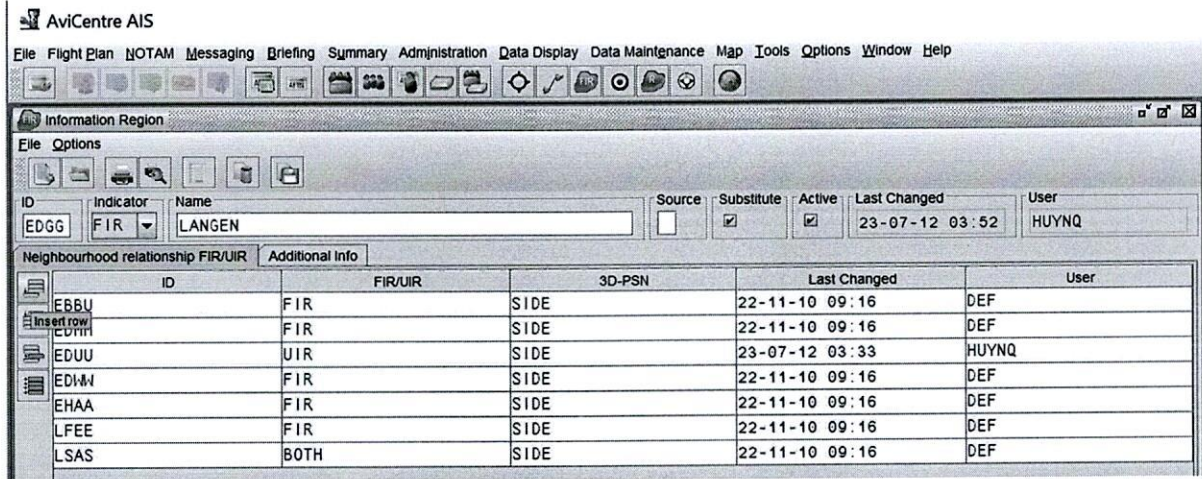 AviCentre AIS
File Flight Plan NOTAM Messaging Briefing Summary Administration Data Display Data Maintenance Map Tools Options Window Help
Information Region
File Options
ID Indicator Name Source Substitute Active Last Changed User
EDGG FIR LANGEN 23-07-12 03:52 HUYNQ
Neighbourhood relationship FIR/UIR Additional Info
ID FIR/UIR 3D-PSN Last Changed User
EBBU FIR SIDE 22-11-10 09:16 DEF
Insert row
FIR SIDE 22-11-10 09:16 DEF
EDUU UIR SIDE 23-07-12 03:33 HUYNQ
EDWW FIR SIDE 22-11-10 09:16 DEF
EHAA FIR SIDE 22-11-10 09:16 DEF
LFEE FIR SIDE 22-11-10 09:16 DEF
LSAS BOTH SIDE 22-11-10 09:16 DEF